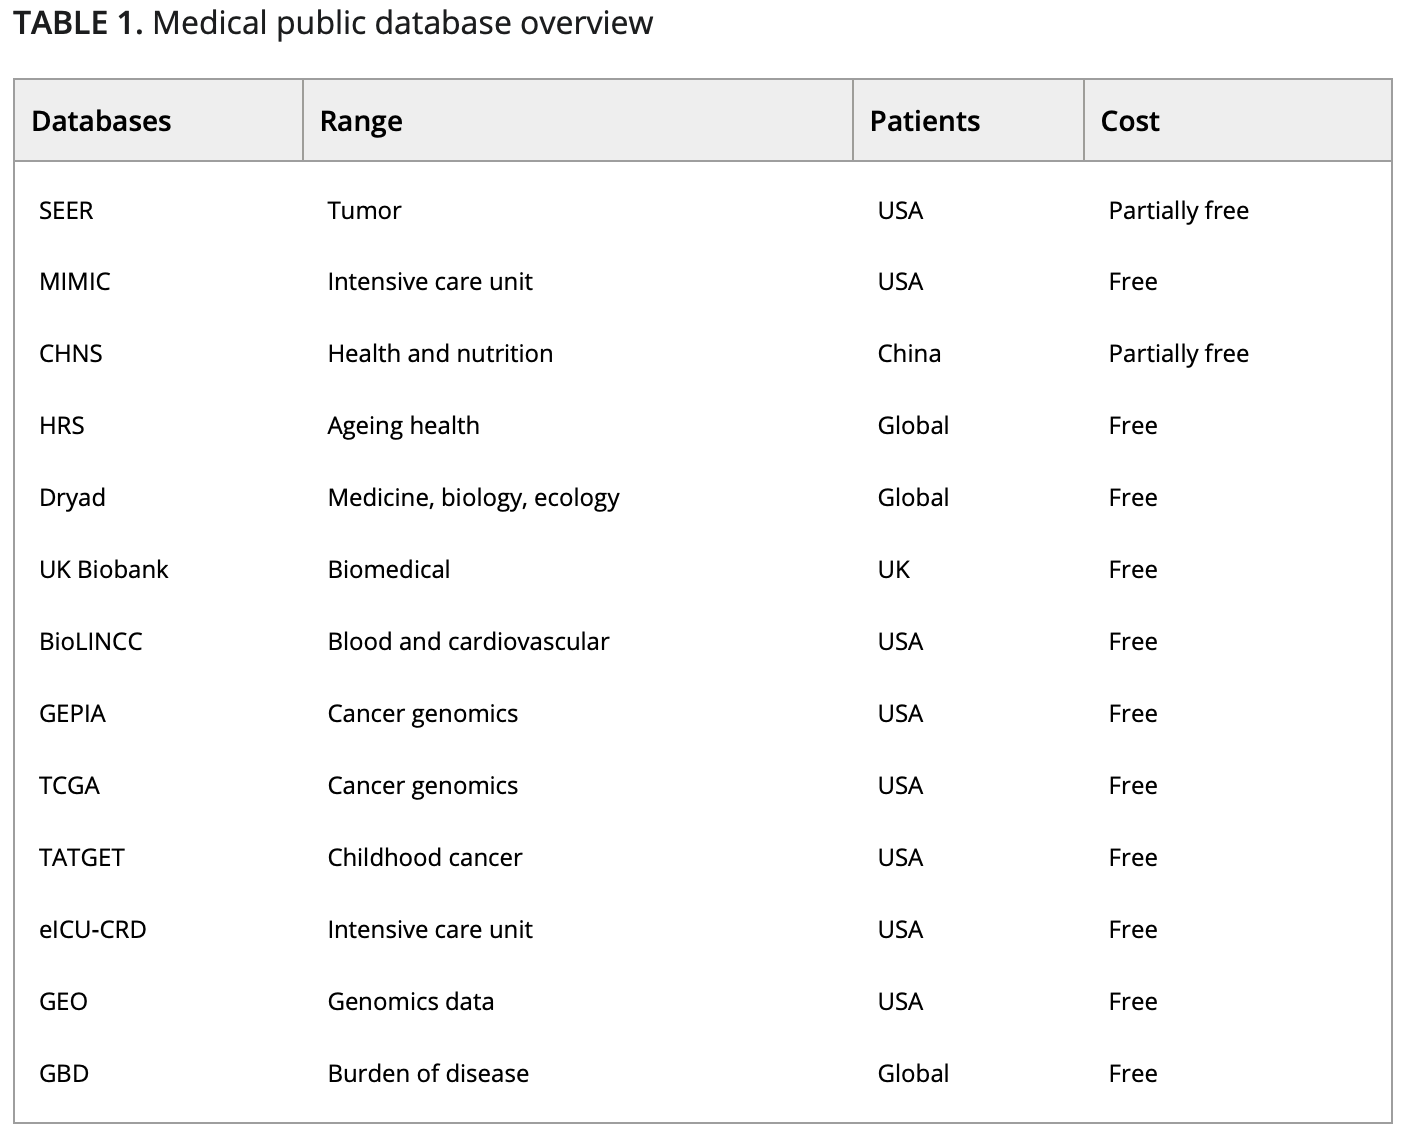 TABLE 1. Medical public database overview
Databases Range Patients Cost
SEER Tumor USA Partially free
MIMIC Intensive care unit USA Free
CHNS Health and nutrition China Partially free
HRS Ageing health Global Free
Dryad Medicine, biology, ecology Global Free
UK Biobank Biomedical UK Free
BioLINCC Blood and cardiovascular USA Free
GEPIA Cancer genomics USA Free
TCGA Cancer genomics USA Free
TATGET Childhood cancer USA Free
eICU-CRD Intensive care unit USA Free
GEO Genomics data USA Free
GBD Burden of disease Global Free